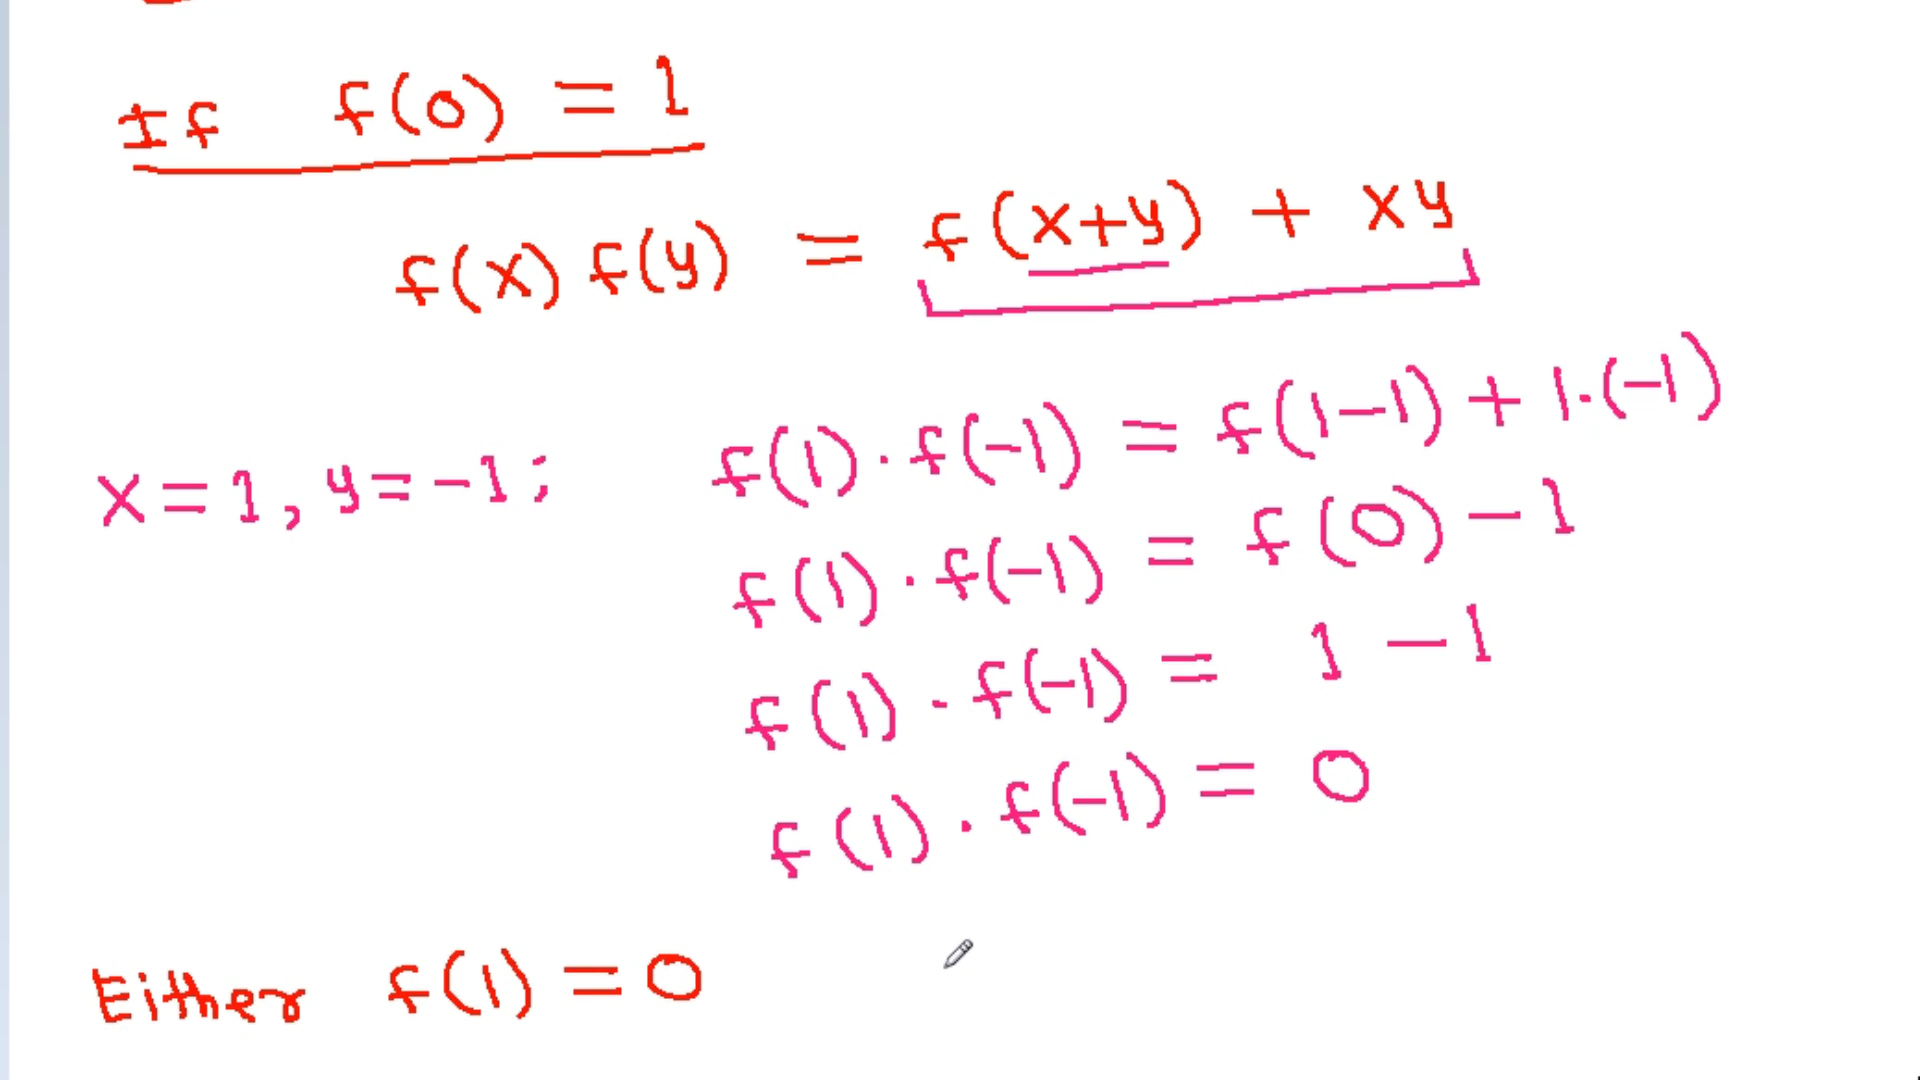 If f(0) = 1
f(x) f(y) = f(x+y) + xy
x = 1, y = -1; f(1) · f(-1) = f(1-1) + 1·(-1)
f(1) · f(-1) = f(0) - 1
f(1) · f(-1) = 1 - 1
f(1) · f(-1) = 0
Either f(1) = 0